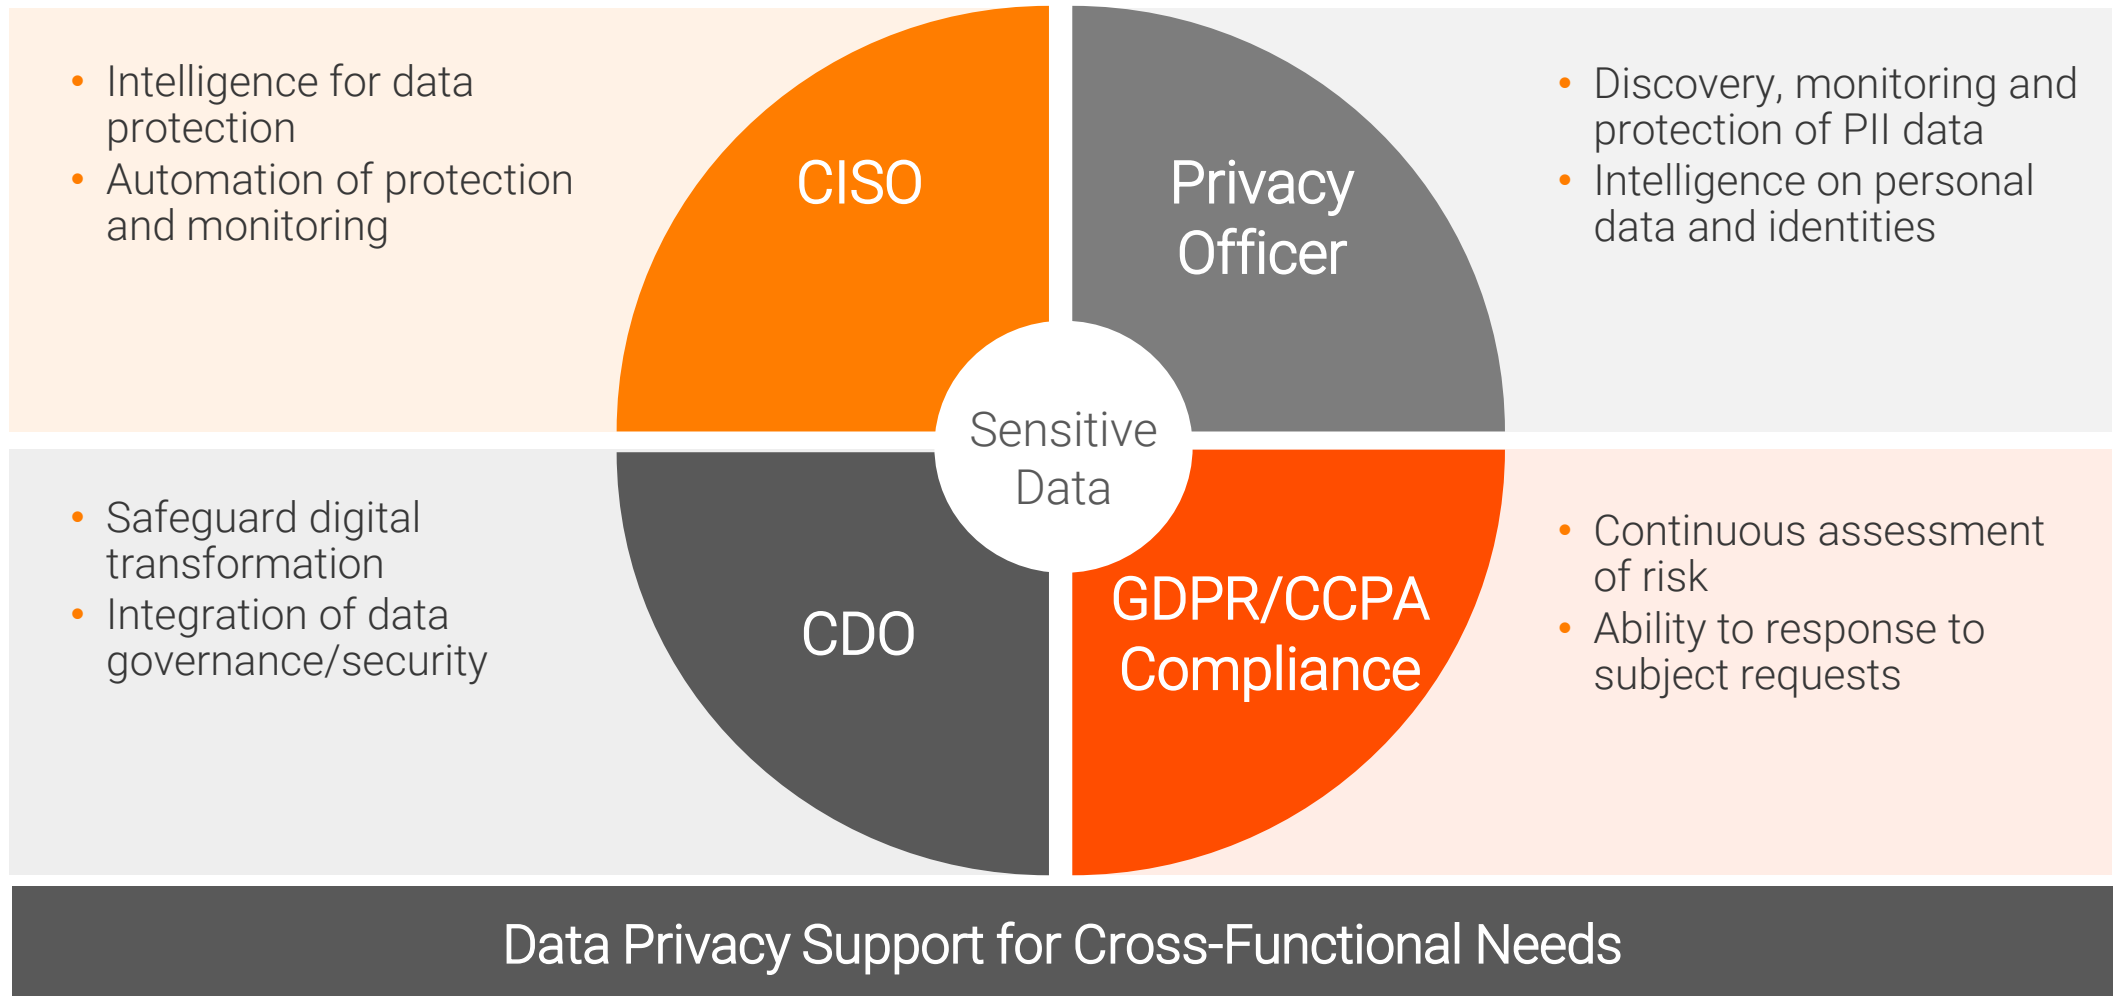 • Intelligence for data
protection
• Automation of protection
and monitoring
CISO
Privacy
Officer
• Discovery, monitoring and
protection of PII data
• Intelligence on personal
data and identities
Sensitive
Data
• Safeguard digital
transformation
• Integration of data
governance/security
CDO
GDPR/CCPA
Compliance
• Continuous assessment
of risk
• Ability to response to
subject requests
Data Privacy Support for Cross-Functional Needs